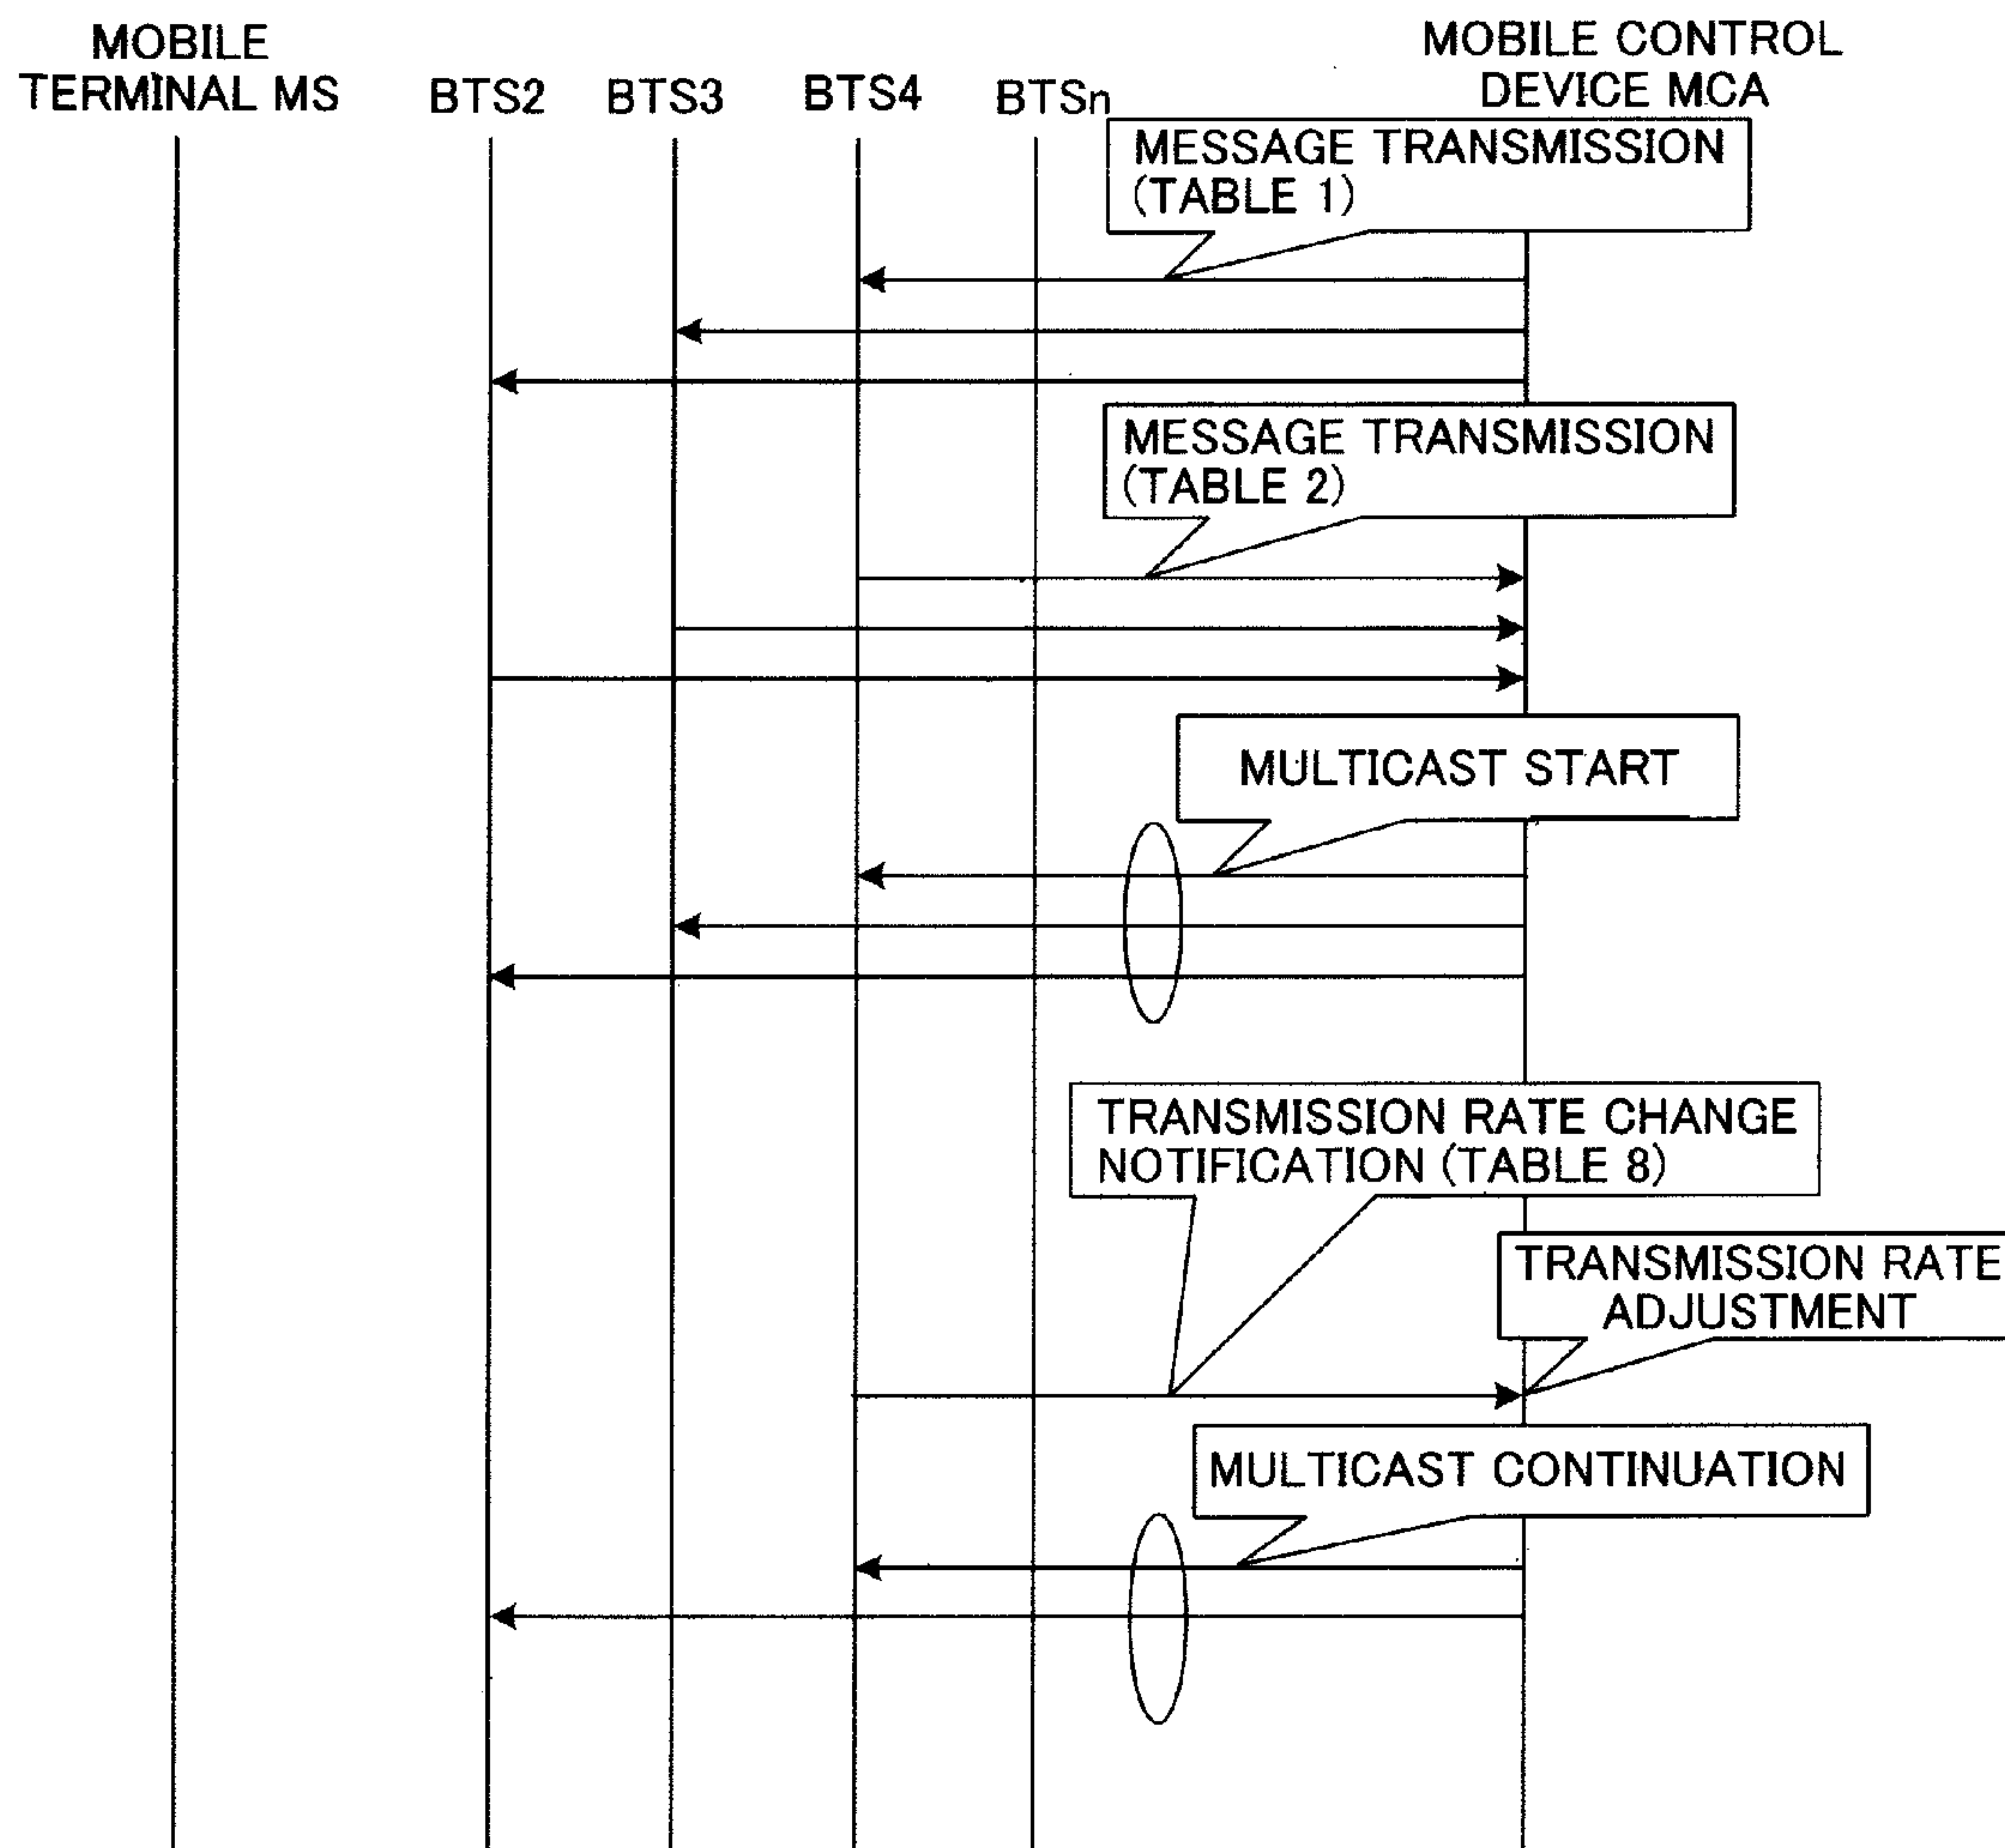 MOBILE
TERMINAL MS
BTS2
BTS3
BTS4
BTSn
MOBILE CONTROL
DEVICE MCA
MESSAGE TRANSMISSION
(TABLE 1)
MESSAGE TRANSMISSION
(TABLE 2)
MULTICAST START
TRANSMISSION RATE CHANGE
NOTIFICATION (TABLE 8)
TRANSMISSION RATE
ADJUSTMENT
MULTICAST CONTINUATION